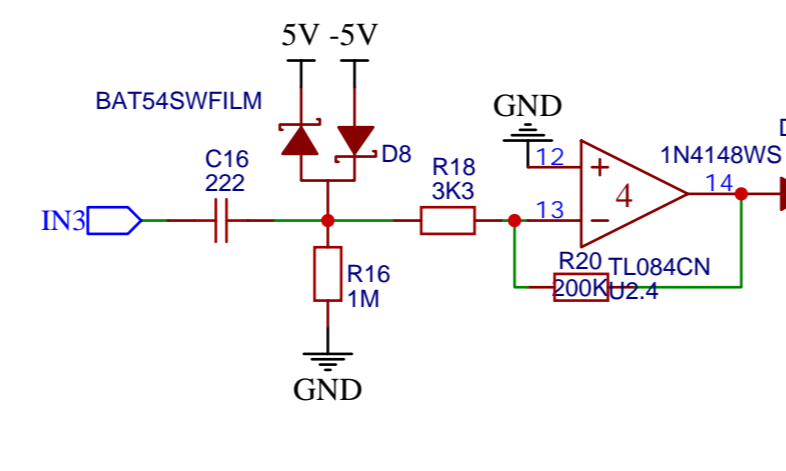 5V -5V
BAT54SWFILM
GND
D
D8
C16
222
R18
3K3
12
+
1N4148WS
4
14
IN3
13
−
R16
1M
R20
TL084CN
200K
U2.4
GND